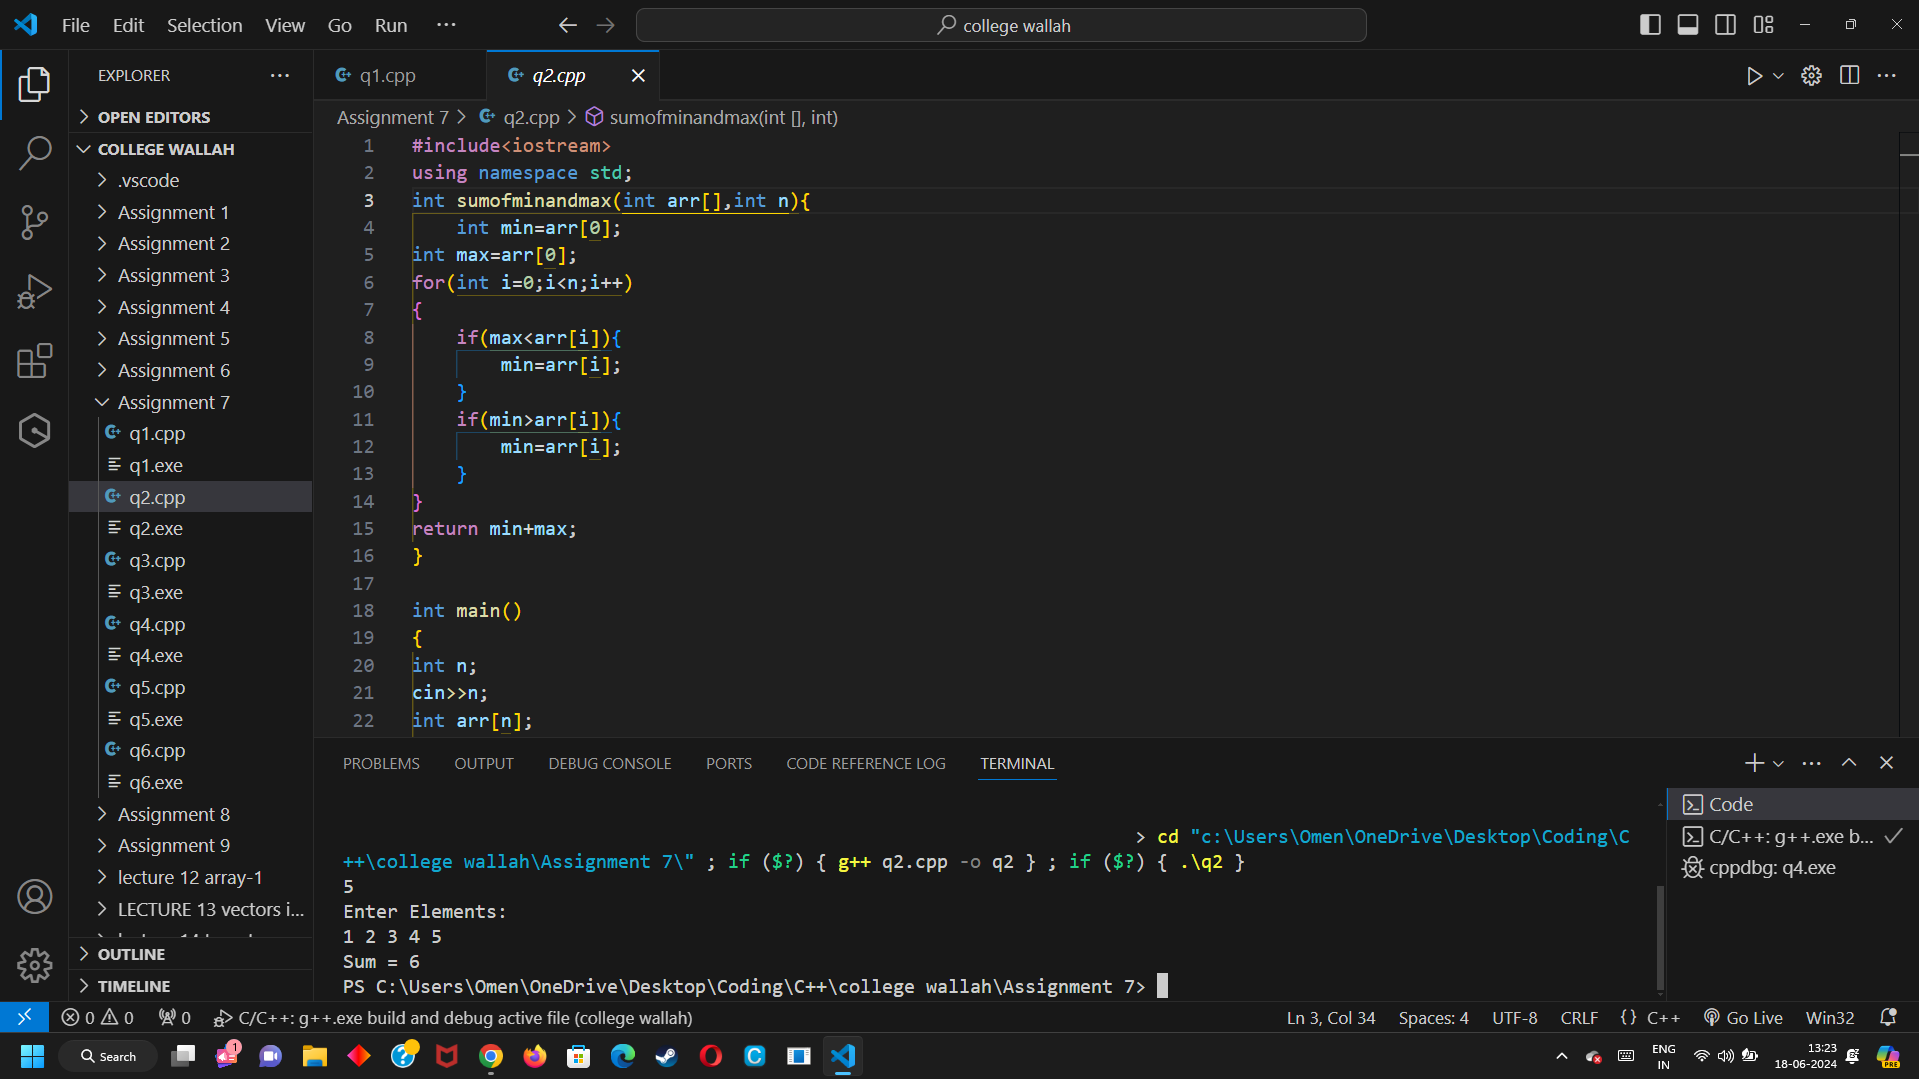 File Edit Selection View Go Run ··· college wallah
EXPLORER ···
OPEN EDITORS
COLLEGE WALLAH
.vscode
Assignment 1
Assignment 2
Assignment 3
Assignment 4
Assignment 5
Assignment 6
Assignment 7
q1.cpp
q1.exe
q2.cpp
q2.exe
q3.cpp
q3.exe
q4.cpp
q4.exe
q5.cpp
q5.exe
q6.cpp
q6.exe
Assignment 8
Assignment 9
lecture 12 array-1
LECTURE 13 vectors i...
OUTLINE
TIMELINE
q1.cpp q2.cpp
Assignment 7 > q2.cpp > sumofminandmax(int [], int)
1 #include<iostream>
2 using namespace std;
3 int sumofminandmax(int arr[],int n){
4 int min=arr[0];
5 int max=arr[0];
6 for(int i=0;i<n;i++)
7 {
8 if(max<arr[i]){
9 min=arr[i];
10 }
11 if(min>arr[i]){
12 min=arr[i];
13 }
14 }
15 return min+max;
16 }
17
18 int main()
19 {
20 int n;
21 cin>>n;
22 int arr[n];
PROBLEMS OUTPUT DEBUG CONSOLE PORTS CODE REFERENCE LOG TERMINAL
> cd "c:\Users\Omen\OneDrive\Desktop\Coding\C
++\college wallah\Assignment 7\" ; if ($?) { g++ q2.cpp -o q2 } ; if ($?) { .\q2 }
5
Enter Elements:
1 2 3 4 5
Sum = 6
PS C:\Users\Omen\OneDrive\Desktop\Coding\C++\college wallah\Assignment 7>
Code
C/C++: g++.exe b...
cppdbg: q4.exe
0 0 0 C/C++: g++.exe build and debug active file (college wallah) Ln 3, Col 34 Spaces: 4 UTF-8 CRLF {} C++ Go Live Win32
Search 1 ENG IN 13:23 18-06-2024 PRE